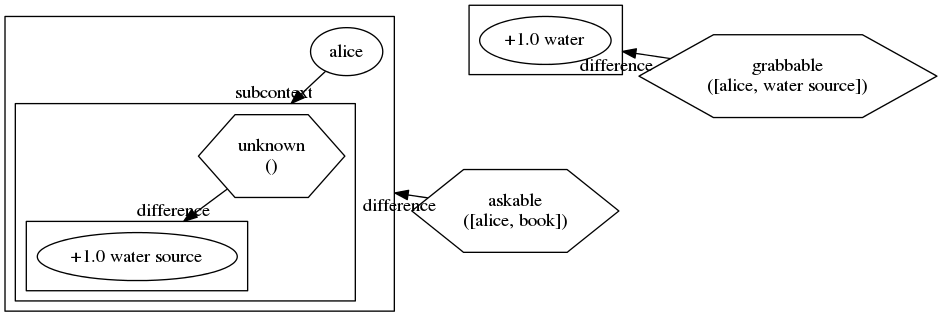 alice
subcontext
unknown
()
difference
+1.0 water source
askable
([alice, book])
difference
+1.0 water
difference
grabbable
([alice, water source])